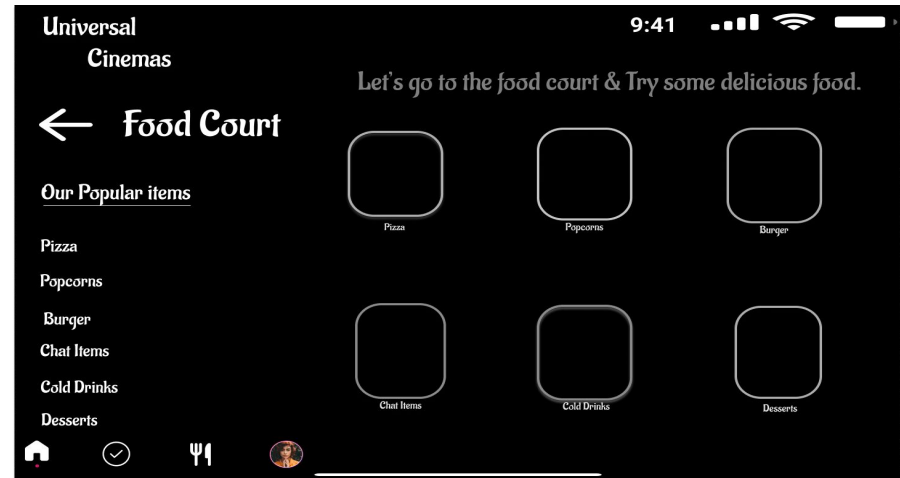 Universal
Cinemas
9:41
Let's go to the food court & Try some delicious food.
Food Court
Our Popular items
Pizza
Popcorns
Burger
Chat Items
Cold Drinks
Desserts
Pizza
Popcorns
Burger
Chat Items
Cold Drinks
Desserts